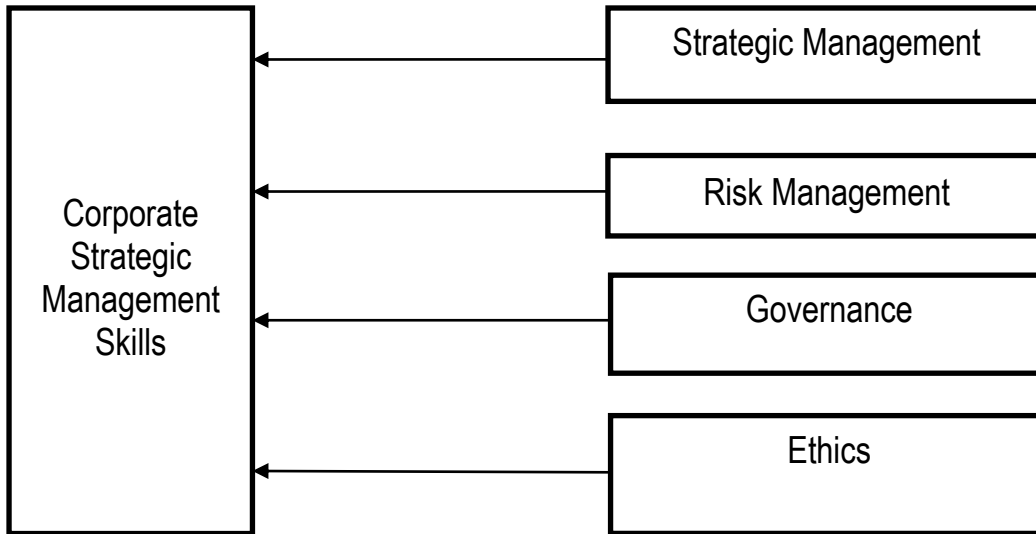 Corporate
Strategic
Management
Skills
Strategic Management
Risk Management
Governance
Ethics